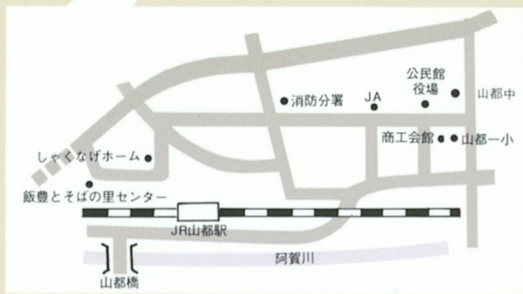 公民館
役場
山都中
消防分署
JA
商工会館
山都一小
しゃくなげホーム
飯豊とそばの里センター
JR山都駅
阿賀川
山都橋